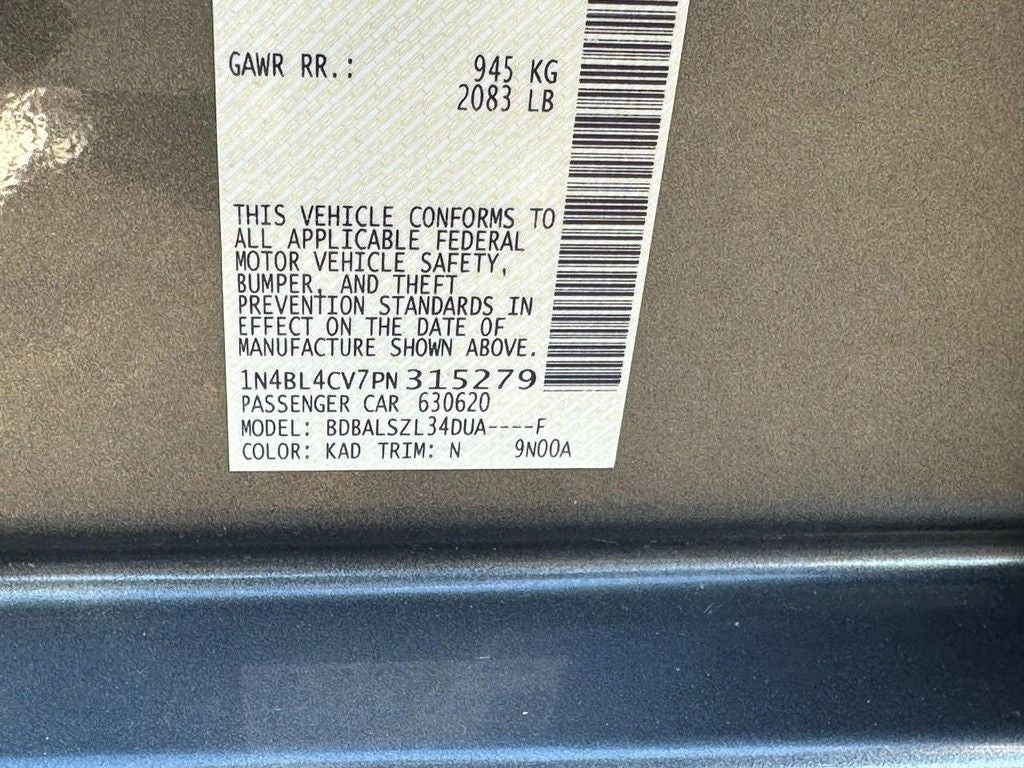 GAWR RR.: 945 KG
2083 LB
THIS VEHICLE CONFORMS TO
ALL APPLICABLE FEDERAL
MOTOR VEHICLE SAFETY,
BUMPER, AND THEFT
PREVENTION STANDARDS IN
EFFECT ON THE DATE OF
MANUFACTURE SHOWN ABOVE.
1N4BL4CV7PN315279
PASSENGER CAR 630620
MODEL: BDBALSZL34DUA----F
COLOR: KAD TRIM: N 9N00A